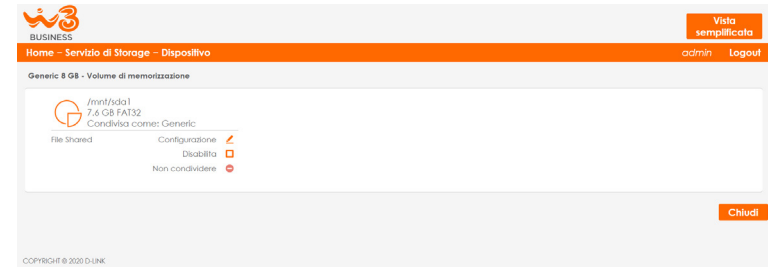 W3
BUSINESS
Vista
semplificata
Home – Servizio di Storage – Dispositivo
admin Logout
Generic 8 GB - Volume di memorizzazione
/mnt/sda1
7.6 GB FAT32
Condivisa come: Generic
File Shared
Configurazione
Disabilita
Non condividere
Chiudi
COPYRIGHT © 2020 D-LINK